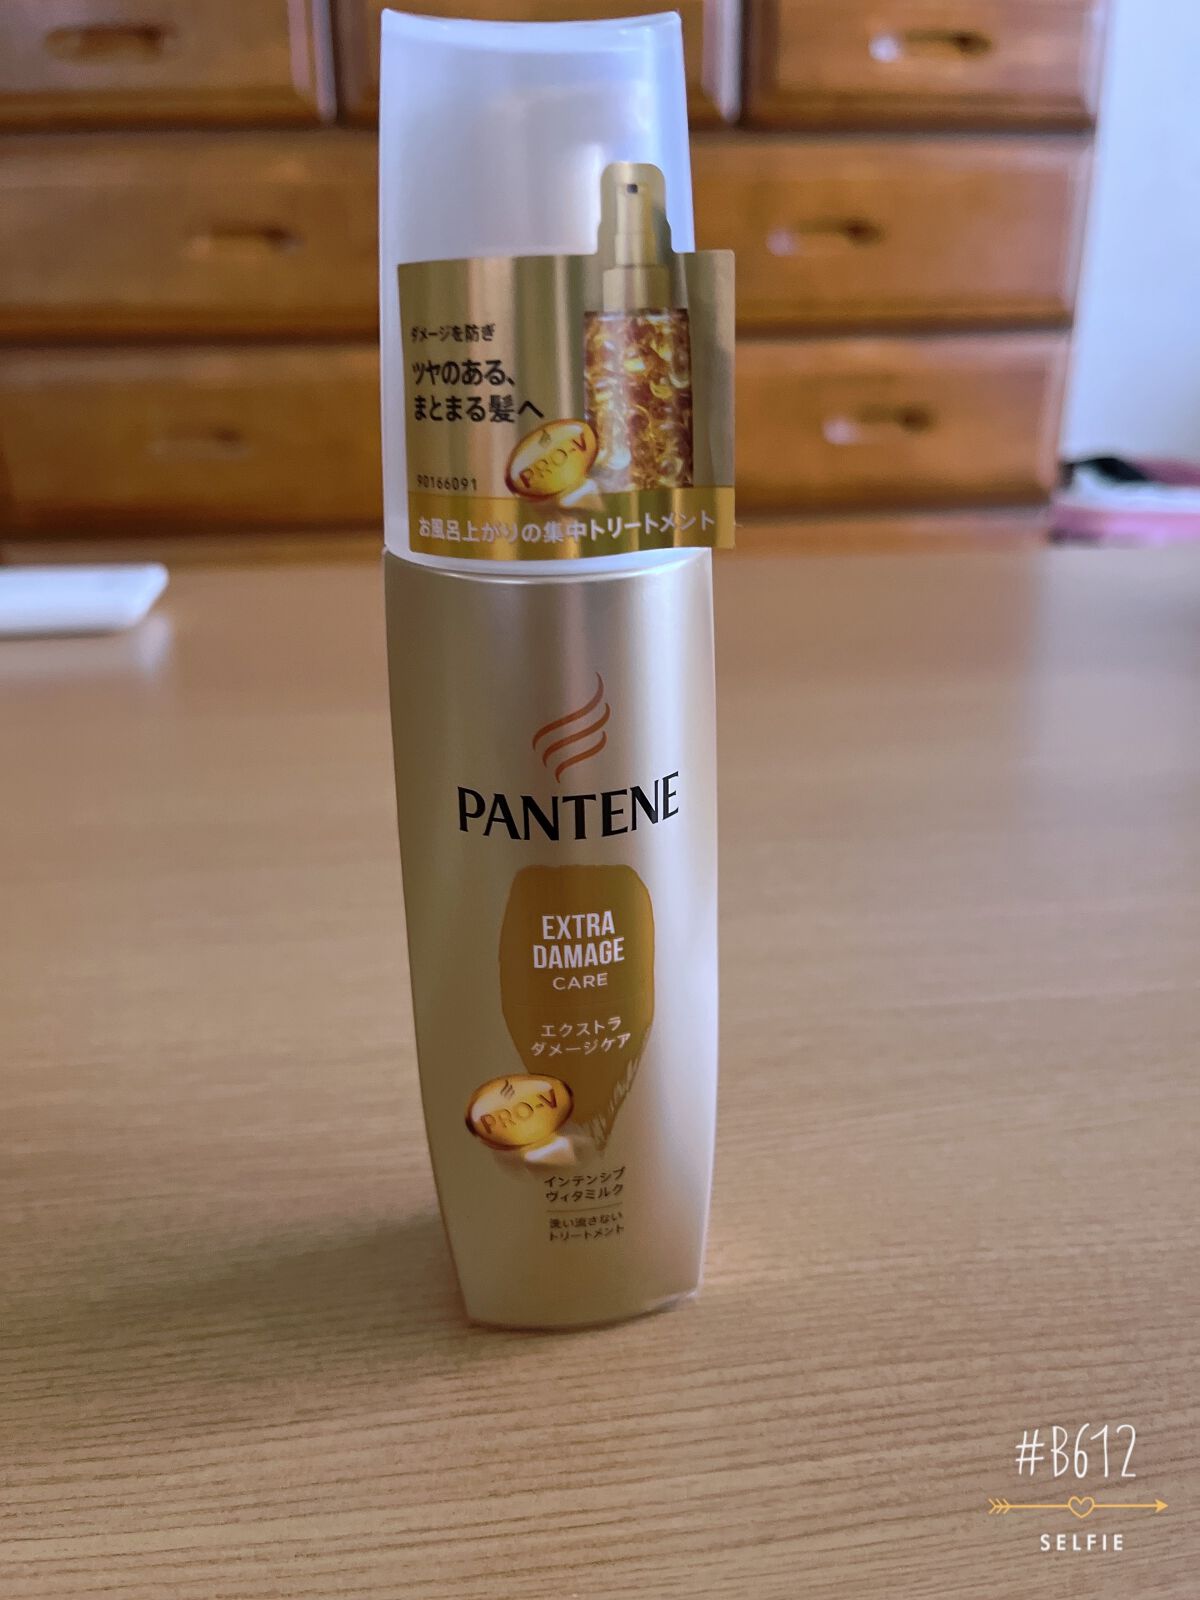 ダメージを防ぎ
ツヤのある、
まとまる髪へ
PRO-V
90166091
お風呂上がりの集中トリートメント
PANTENE
EXTRA
DAMAGE
CARE
エクストラ
ダメージケア
PRO-V
インテンシブ
ヴィタミルク
洗い流さない
トリートメント
#B612
SELFIE